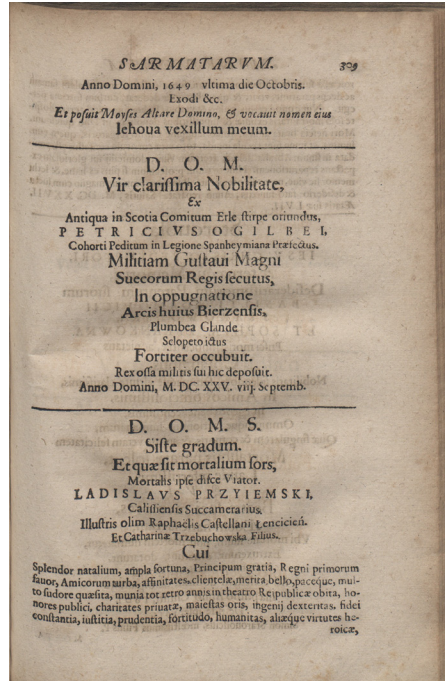 SARMATARVM. 309
Anno Domini, 1649 vltima die Octobris.
Exodi &c.
Et posuit Moyses Altare Domino, & vocauit nomen eius
Iehoua vexillum meum.
D. O. M.
Vir clarissima Nobilitate,
Ex
Antiqua in Scotia Comitum Erle stirpe oriundus,
PETRICIVS OGILBEI,
Cohorti Peditum in Legione Spanheymiana Præfectus.
Militiam Gustaui Magni
Suecorum Regis secutus,
In oppugnatione
Arcis huius Bierzensis,
Plumbea Glande
Sclopeto ictus
Fortiter occubuit.
Rex ossa militis sui hic deposuit.
Anno Domini, M. DC. XXV. viij. Septemb.
D. O. M. S.
Siste gradum.
Et quæ sit mortalium sors,
Mortalis ipse disce Viator.
LADISLAVS PRZYIEMSKI,
Calissiensis Succamerarius.
Illustris olim Raphaelis Castellani Łencicień.
Et Catharinæ Trzebuchowska Filius.
Cui
Splendor natalium, ampla fortuna, Principum gratia, Regni primorum
fauor, Amicorum turba, affinitates, clientelæ, merita bello, paceque, mul-
to sudore quæsita, munia tot retro annis in theatro Reipublicæ obita, ho-
nores publici, charitates priuatæ, maiestas oris, ingenij dexteritas, fidei
constantia, iustitia, prudentia, fortitudo, humanitas, aliæque virtutes he-
roicæ,